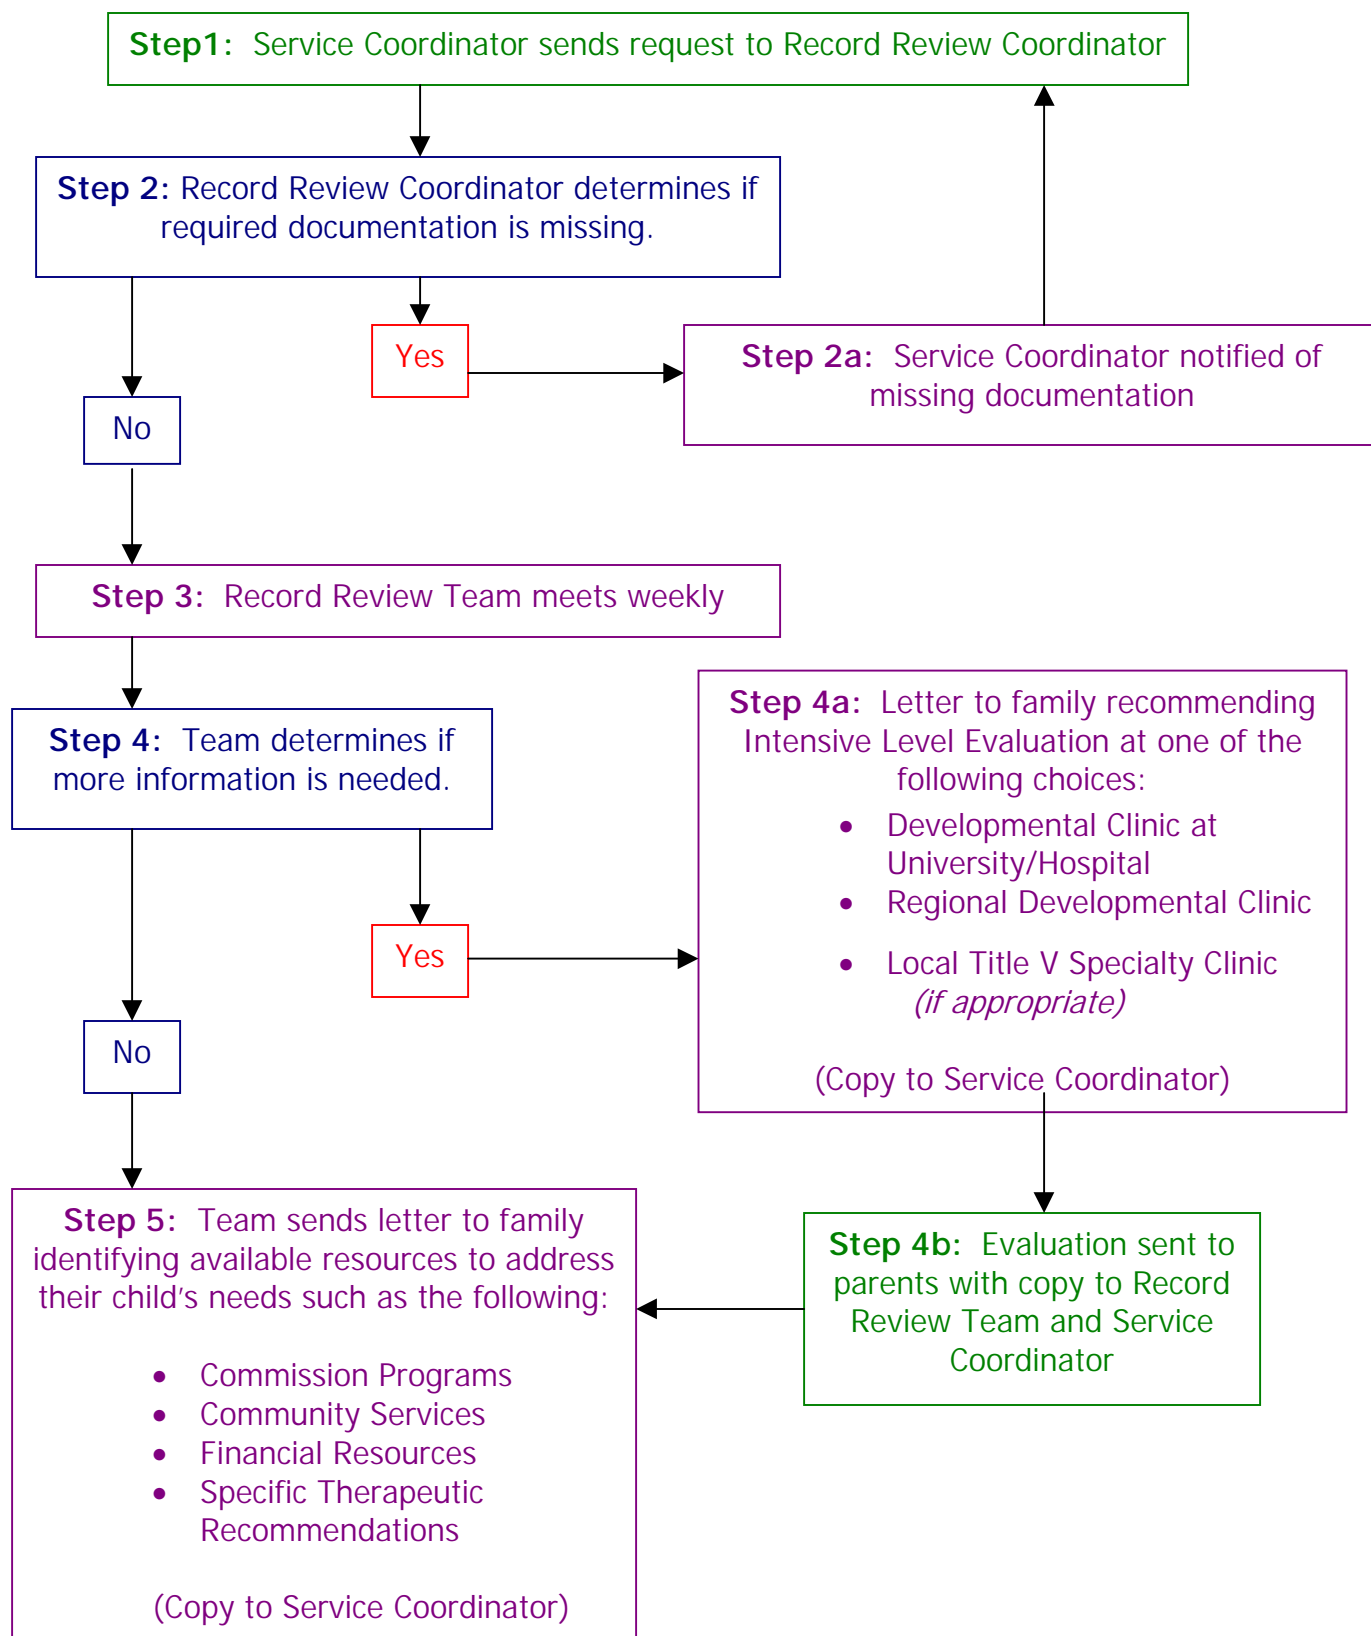 Step1: Service Coordinator sends request to Record Review Coordinator
Step 2: Record Review Coordinator determines if
required documentation is missing.
Yes
Step 2a: Service Coordinator notified of
missing documentation
No
Step 3: Record Review Team meets weekly
Step 4: Team determines if
more information is needed.
Step 4a: Letter to family recommending
Intensive Level Evaluation at one of the
following choices:
• Developmental Clinic at
University/Hospital
• Regional Developmental Clinic
• Local Title V Specialty Clinic
(if appropriate)
(Copy to Service Coordinator)
Yes
No
Step 4b: Evaluation sent to
parents with copy to Record
Review Team and Service
Coordinator
Step 5: Team sends letter to family
identifying available resources to address
their child's needs such as the following:
• Commission Programs
• Community Services
• Financial Resources
• Specific Therapeutic
Recommendations
(Copy to Service Coordinator)